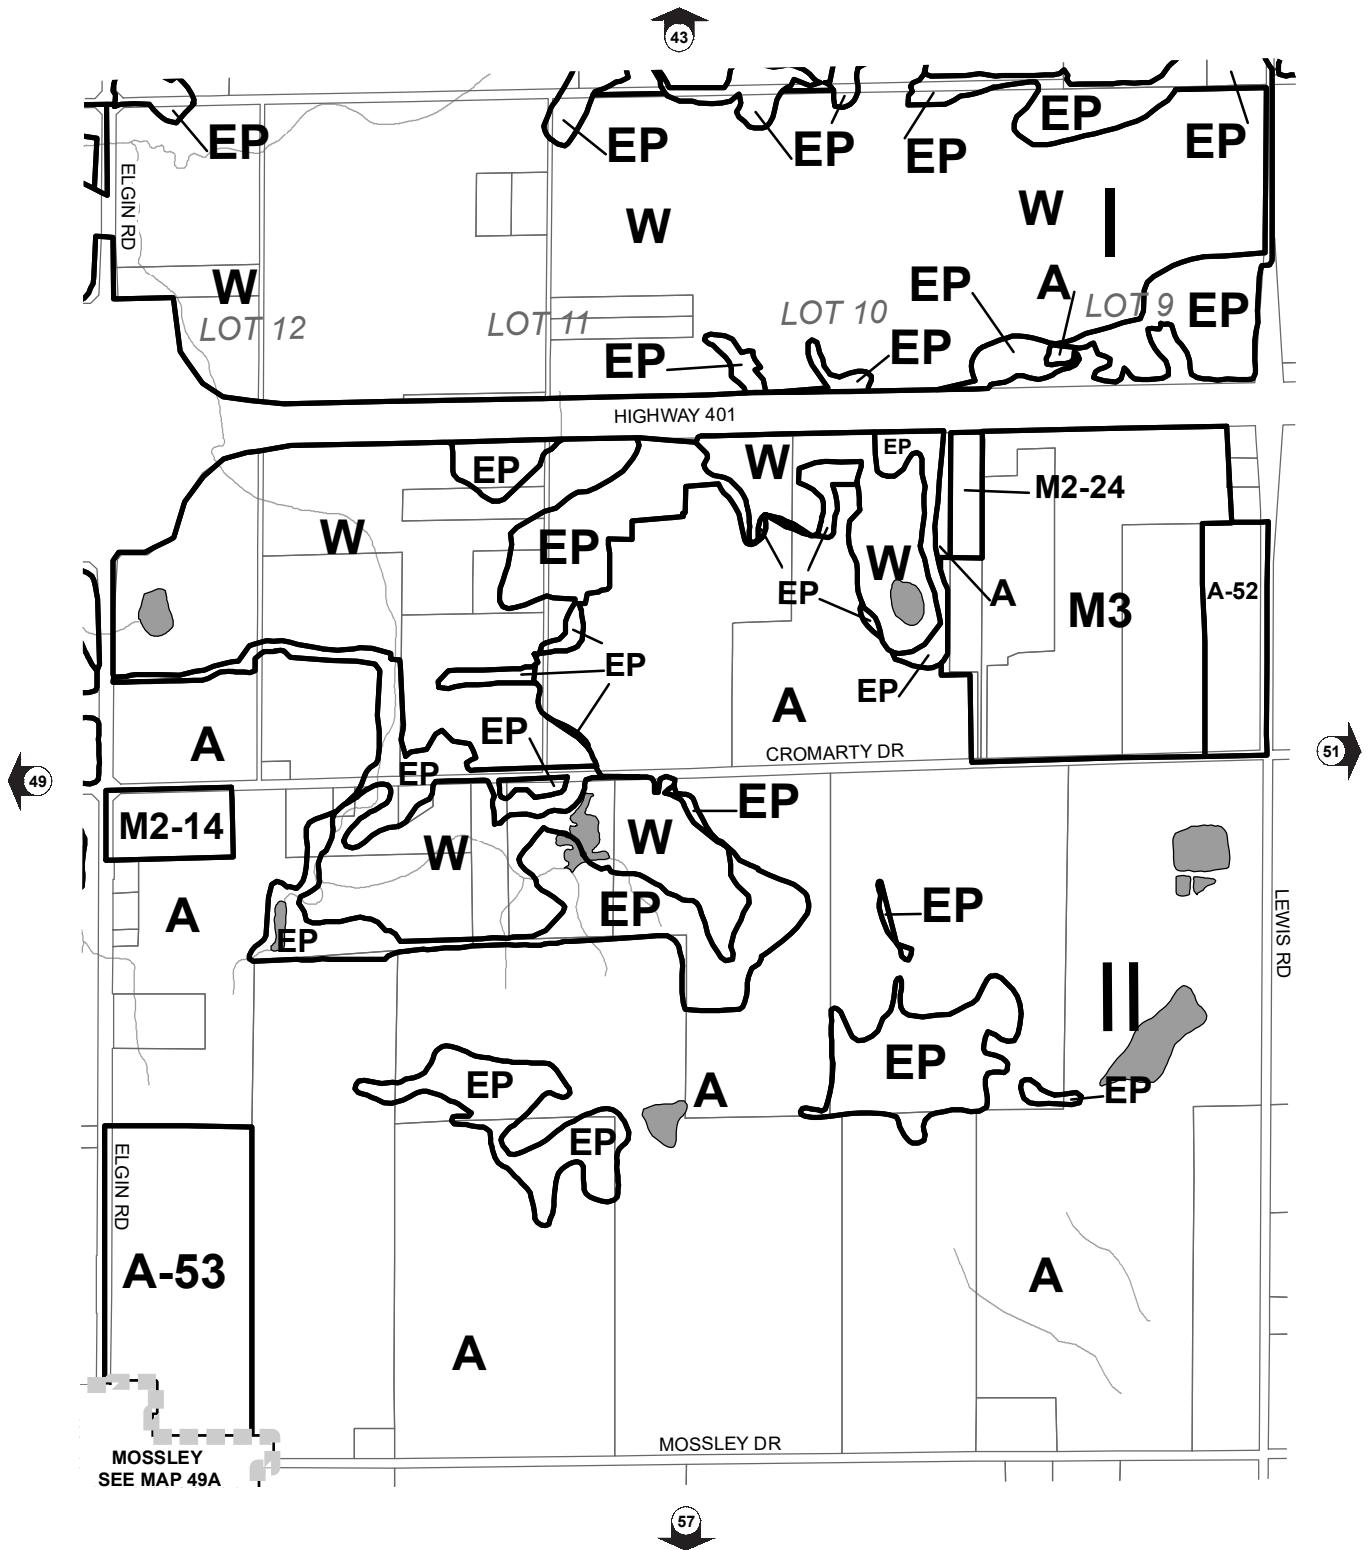 43
EP
EP
EP
EP
EP
EP
ELGIN RD
W
W
I
W
EP
A
EP
LOT 12
LOT 11
LOT 10
LOT 9
EP
EP
HIGHWAY 401
EP
EP
W
EP
M2-24
W
EP
W
EP
A
M3
A-52
EP
EP
A
A
EP
CROMARTY DR
EP
49
51
M2-14
W
W
EP
A
EP
EP
EP
LEWIS RD
II
EP
EP
A
EP
EP
ELGIN RD
A-53
A
A
MOSSLEY DR
MOSSLEY
SEE MAP 49A
57